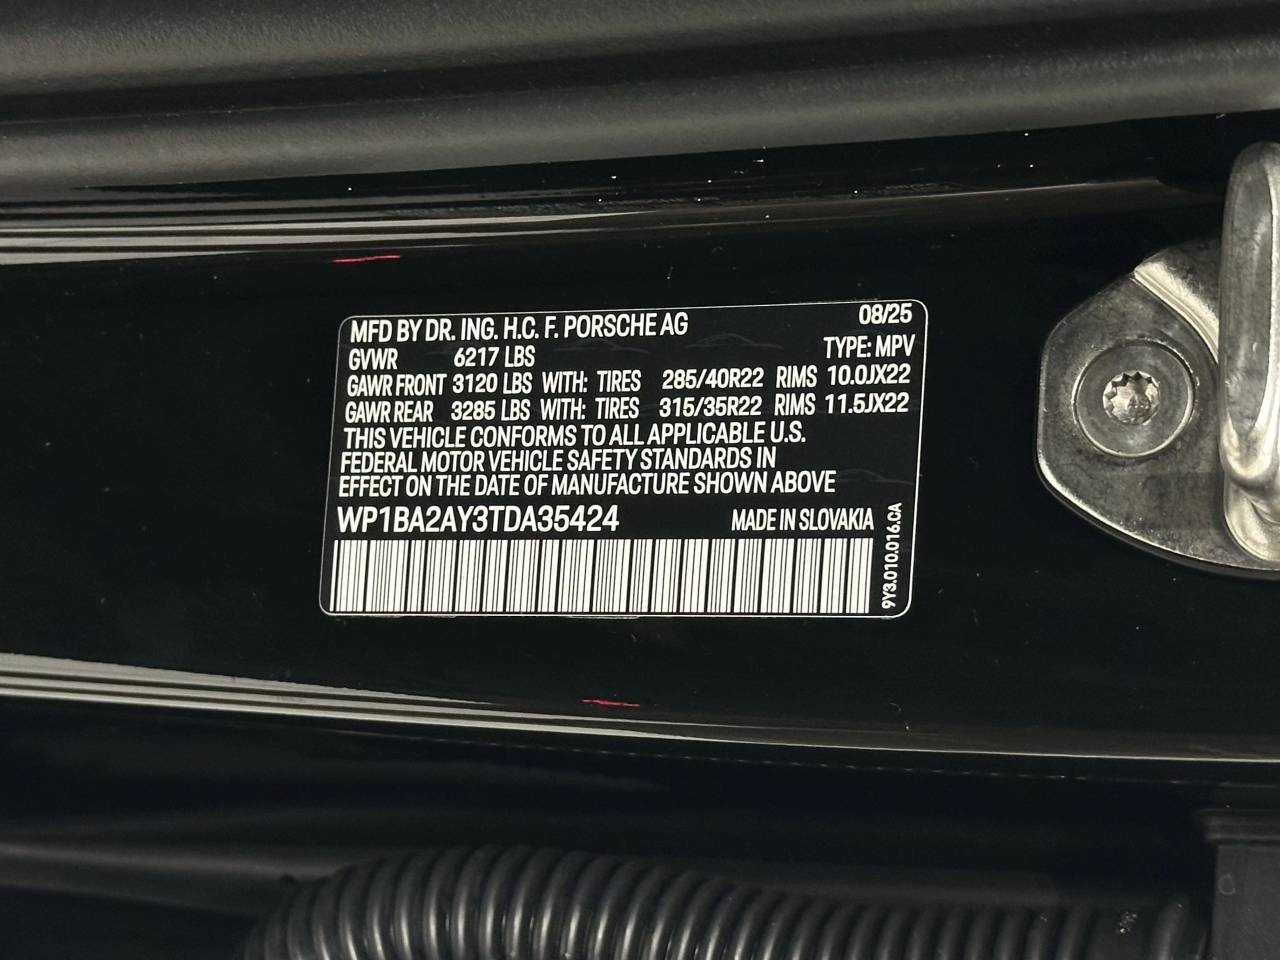 MFD BY DR. ING. H.C. F. PORSCHE AG 08/25
GVWR 6217 LBS TYPE: MPV
GAWR FRONT 3120 LBS WITH: TIRES 285/40R22 RIMS 10.0JX22
GAWR REAR 3285 LBS WITH: TIRES 315/35R22 RIMS 11.5JX22
THIS VEHICLE CONFORMS TO ALL APPLICABLE U.S.
FEDERAL MOTOR VEHICLE SAFETY STANDARDS IN
EFFECT ON THE DATE OF MANUFACTURE SHOWN ABOVE
WP1BA2AY3TDA35424 MADE IN SLOVAKIA
9Y3.010.016.CA